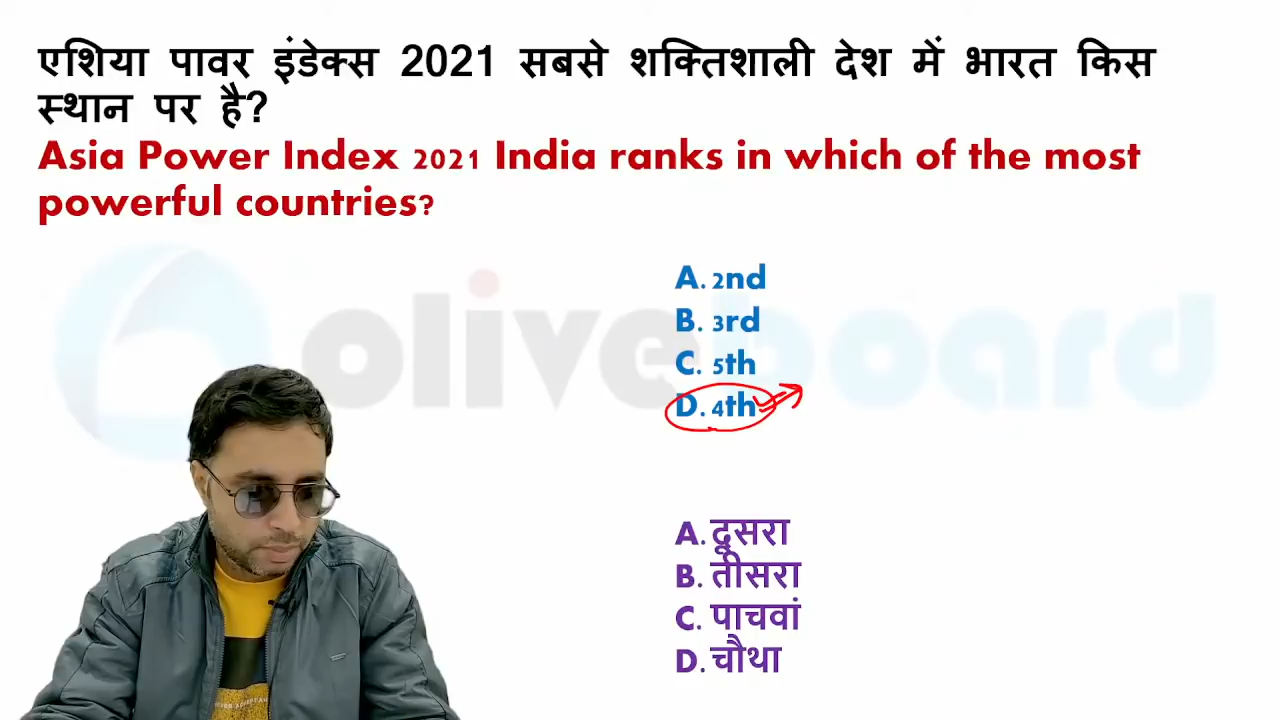 एशिया पावर इंडेक्स 2021 सबसे शक्तिशाली देश में भारत किस
स्थान पर है?
Asia Power Index 2021 India ranks in which of the most
powerful countries?
oliveboard
A. 2nd
B. 3rd
C. 5th
D. 4th
A. दूसरा
B. तीसरा
C. पाचवां
D. चौथा